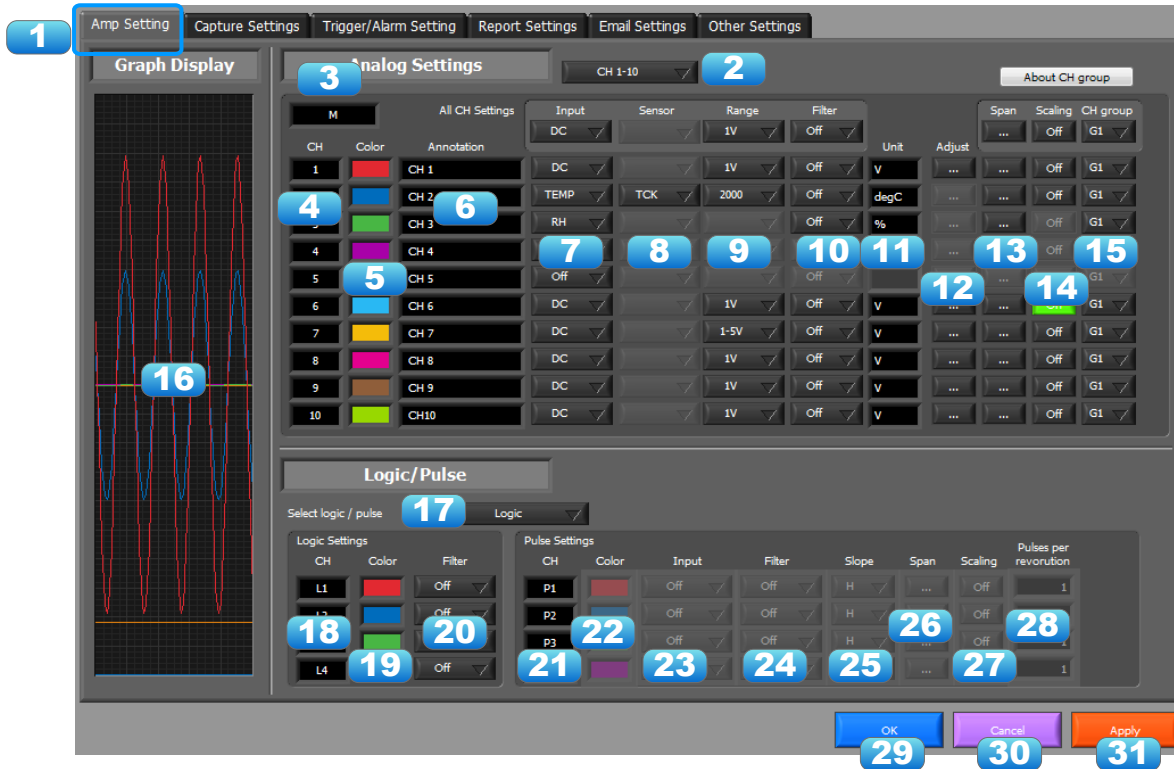 Amp Setting Capture Settings Trigger/Alarm Setting Report Settings Email Settings Other Settings
1
Graph Display
Analog Settings
CH 1-10
2
About CH group
3
M
All CH Settings
Input Sensor Range Filter Span Scaling CH group
DC 1V Off ... Off G1
CH Color Annotation Unit Adjust
1 CH 1 DC 1V Off V ... ... Off G1
CH 2 TEMP TCK 2000 Off degC ... ... Off G1
4 6
CH 3 RH Off % ... ... Off G1
4 CH 4 ... Off
7 8 9 10 11 13 15
5 CH 5 Off Off ... G1
5 12 14
6 CH 6 DC 1V Off V ... ... Off G1
7 CH 7 DC 1-5V Off V ... ... Off G1
8 CH 8 DC 1V Off V ... ... Off G1
16
9 CH 9 DC 1V Off V ... ... Off G1
10 CH10 DC 1V Off V ... ... Off G1
Logic/Pulse
Select logic / pulse 17 Logic
Logic Settings
CH Color Filter
L1 Off
L2 Off
18 20
L4 19 Off
Pulse Settings
CH Color Input Filter Slope Span Scaling Pulses per
revorution
P1 Off Off H ... Off 1
P2 Off Off H Off
22 26 28
P3 Off Off H ... Off 1
21 23 24 25 ... 27 1
OK Cancel Apply
29 30 31